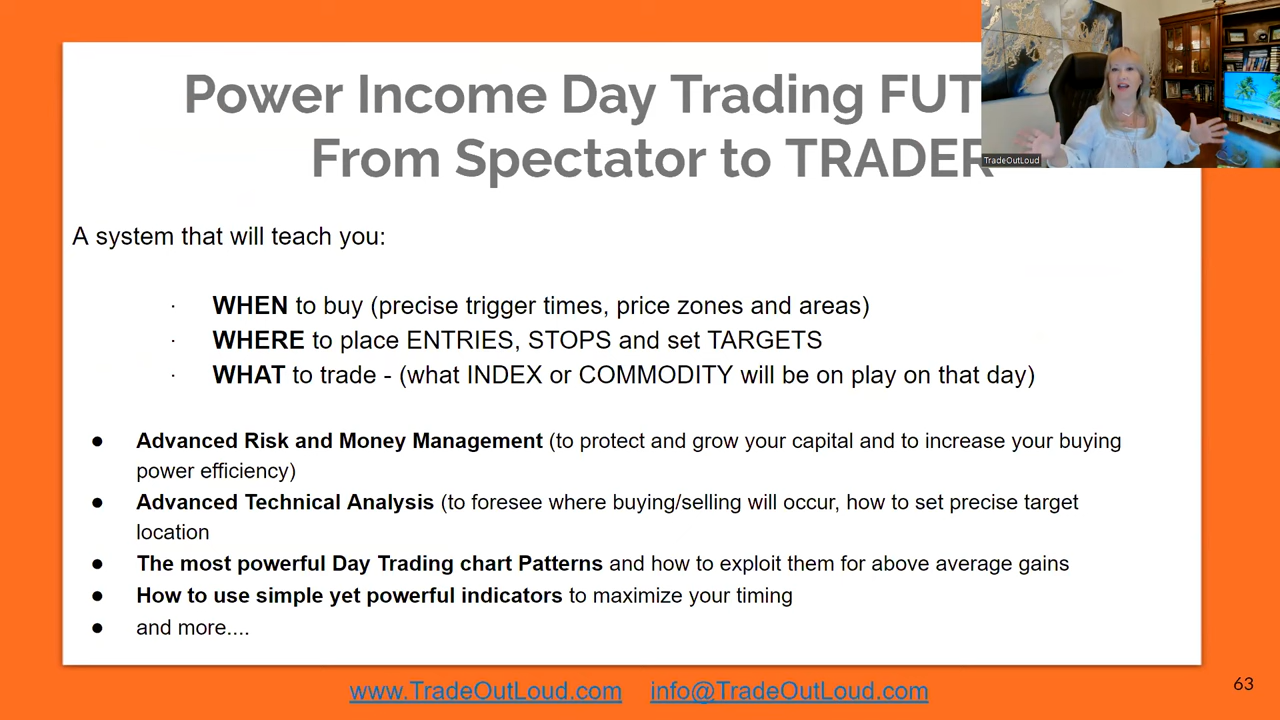 Power Income Day Trading FUT
From Spectator to TRADER
TradeOutLoud
A system that will teach you:
· WHEN to buy (precise trigger times, price zones and areas)
· WHERE to place ENTRIES, STOPS and set TARGETS
· WHAT to trade - (what INDEX or COMMODITY will be on play on that day)
● Advanced Risk and Money Management (to protect and grow your capital and to increase your buying
power efficiency)
● Advanced Technical Analysis (to foresee where buying/selling will occur, how to set precise target
location
● The most powerful Day Trading chart Patterns and how to exploit them for above average gains
● How to use simple yet powerful indicators to maximize your timing
● and more....
www.TradeOutLoud.com info@TradeOutLoud.com
63